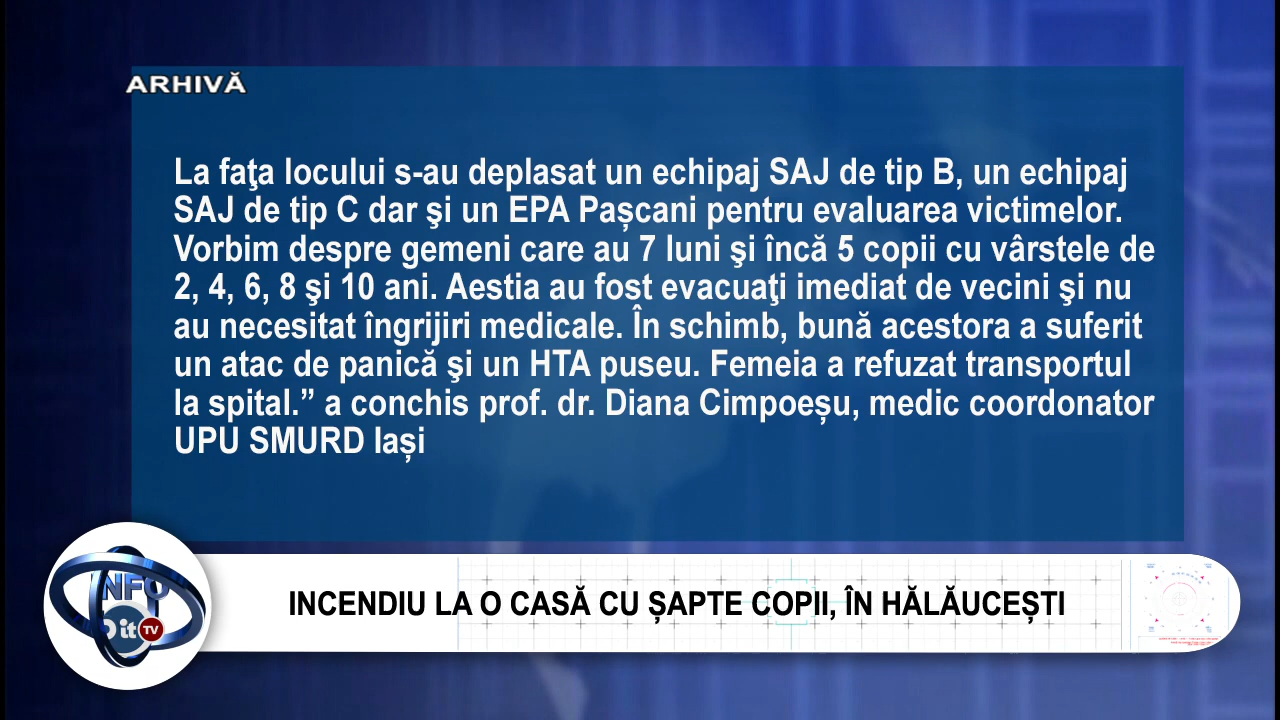 ARHIVĂ
La faţa locului s-au deplasat un echipaj SAJ de tip B, un echipaj
SAJ de tip C dar şi un EPA Pașcani pentru evaluarea victimelor.
Vorbim despre gemeni care au 7 luni şi încă 5 copii cu vârstele de
2, 4, 6, 8 şi 10 ani. Aestia au fost evacuaţi imediat de vecini şi nu
au necesitat îngrijiri medicale. În schimb, bună acestora a suferit
un atac de panică şi un HTA puseu. Femeia a refuzat transportul
la spital.” a conchis prof. dr. Diana Cimpoeșu, medic coordonator
UPU SMURD Iași
INFO
it TV
INCENDIU LA O CASĂ CU ȘAPTE COPII, ÎN HĂLĂUCEȘTI